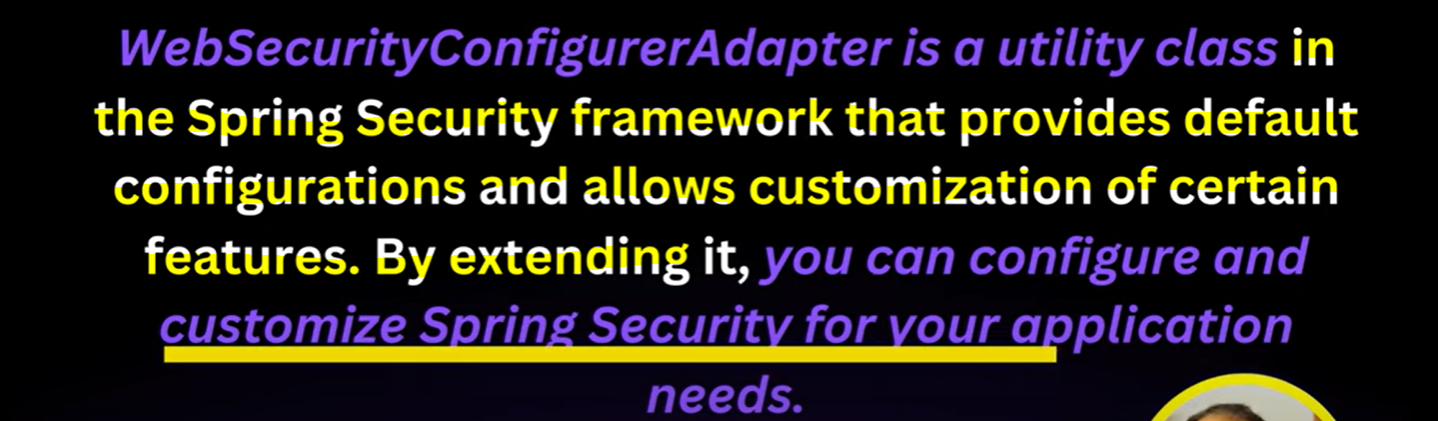 WebSecurityConfigurerAdapter is a utility class in
the Spring Security framework that provides default
configurations and allows customization of certain
features. By extending it, you can configure and
customize Spring Security for your application
needs.